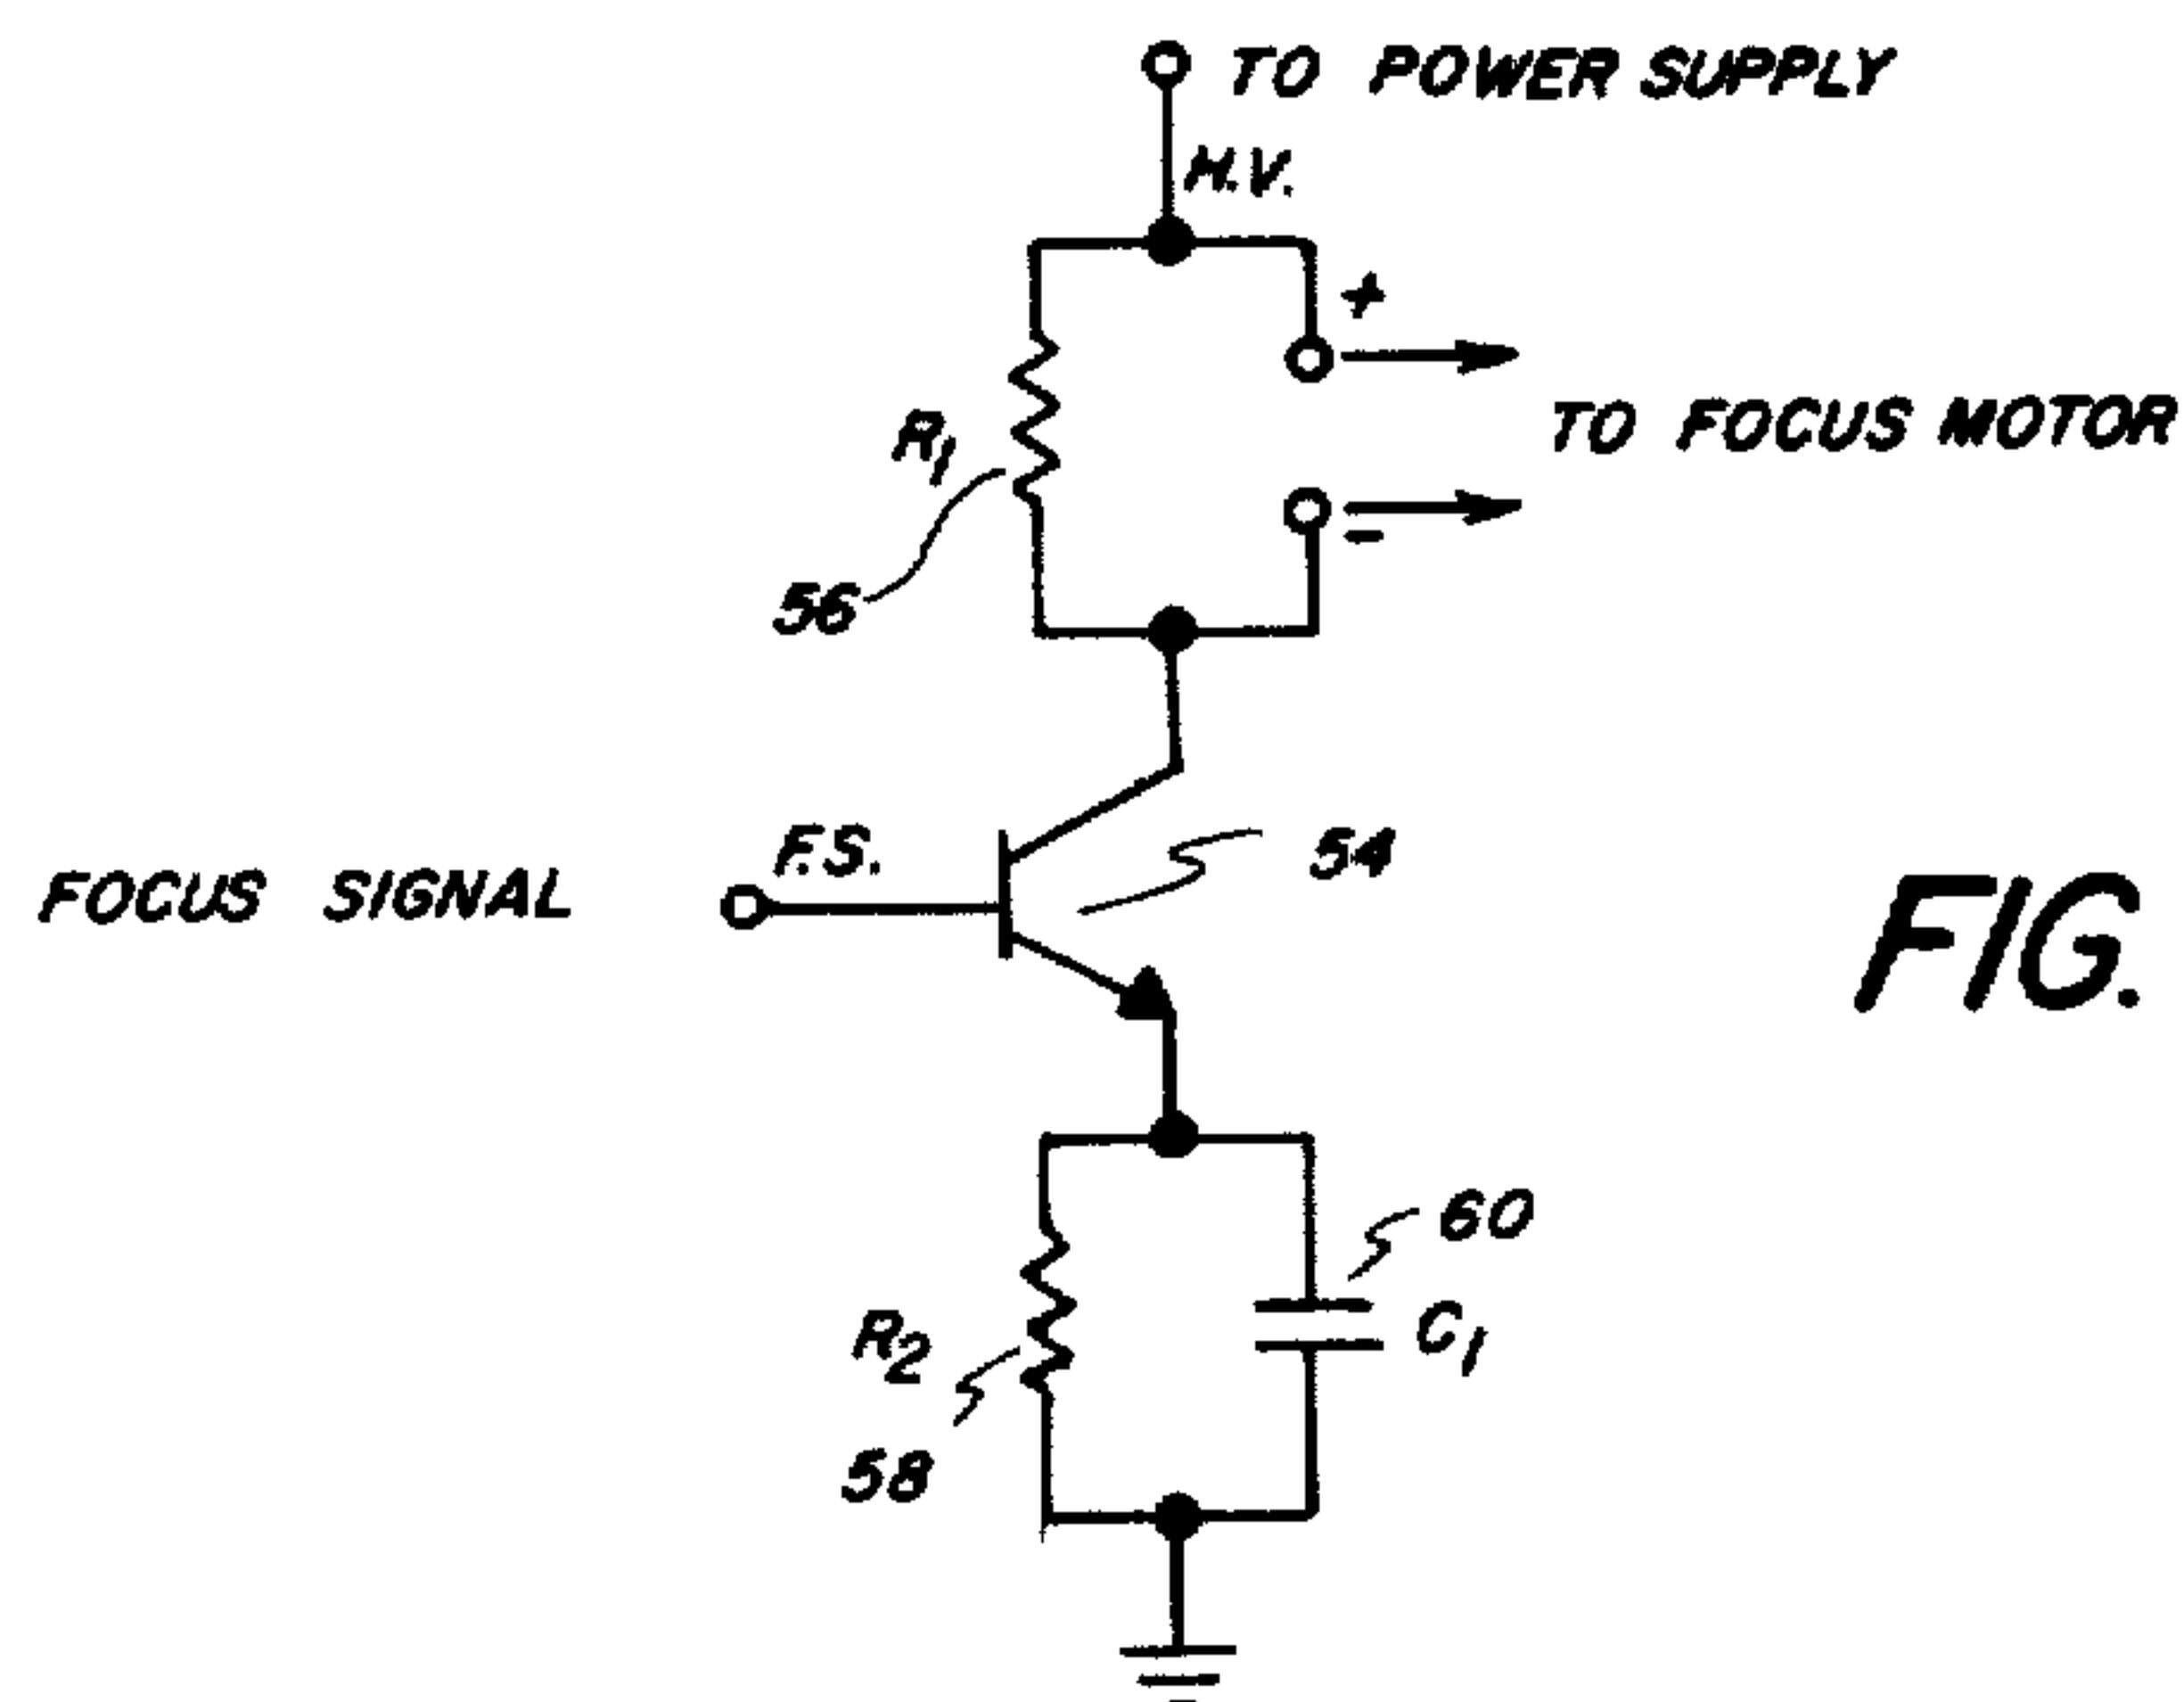 TO POWER SUPPLY
M.V.
+
TO FOCUS MOTOR
R1
-
56
F.S.
54
FOCUS SIGNAL
FIG.
60
R2
C1
58